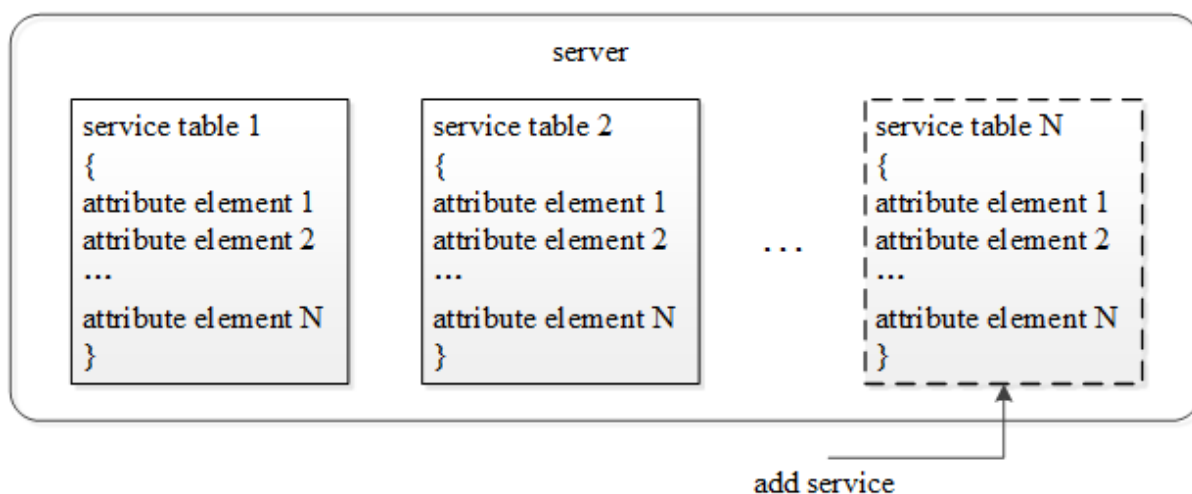 server
service table 1
{
attribute element 1
attribute element 2
...
attribute element N
}
service table 2
{
attribute element 1
attribute element 2
...
attribute element N
}
...
service table N
{
attribute element 1
attribute element 2
...
attribute element N
}
add service